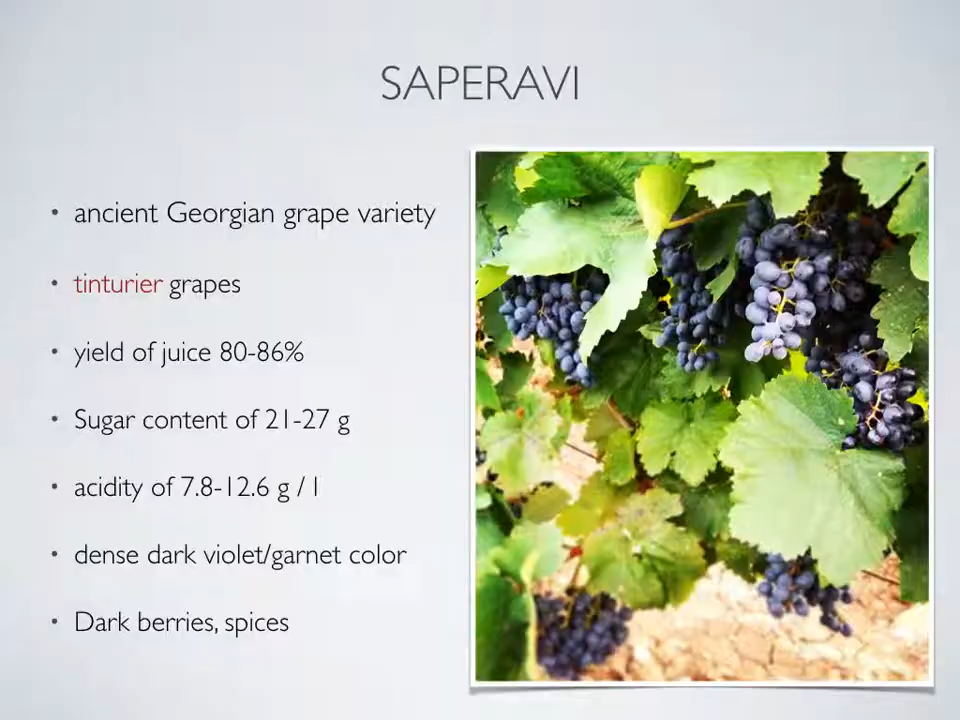 SAPERAVI
• ancient Georgian grape variety
• tinturier grapes
• yield of juice 80-86%
• Sugar content of 21-27 g
• acidity of 7.8-12.6 g / l
• dense dark violet/garnet color
• Dark berries, spices